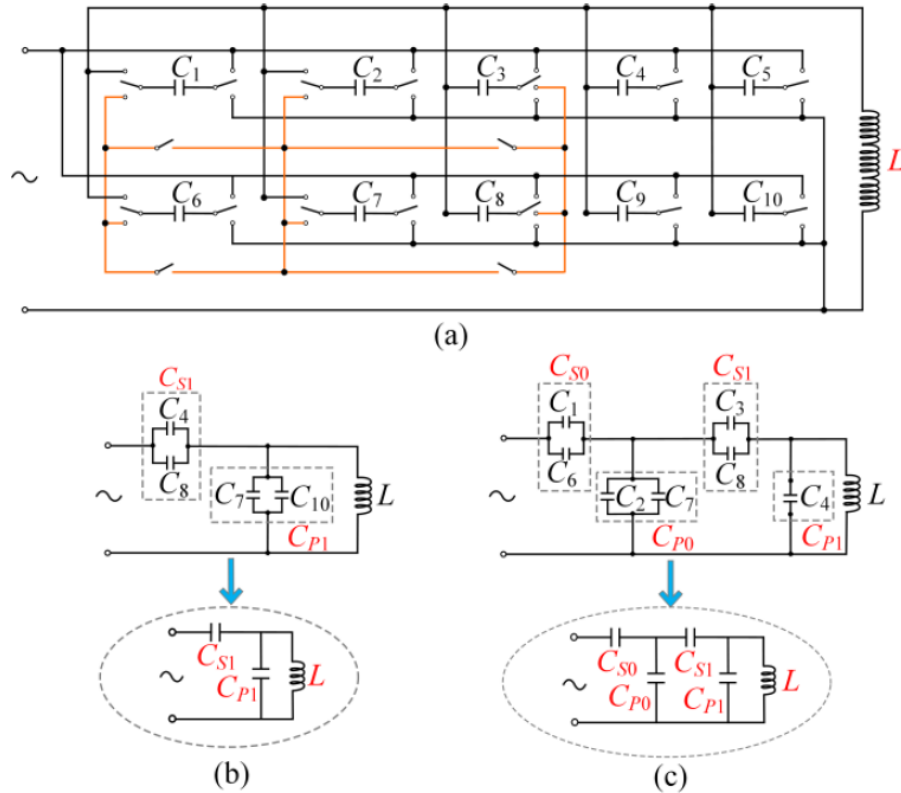 C1 C2 C3 C4 C5
L
C6 C7 C8 C9 C10
(a)
CS1
C4
C8
C7 C10 L
CP1
CS1
CP1 L
(b)
CS0 CS1
C1 C3
C6 C8
C2 C7 C4 L
CP0 CP1
CS0 CS1
CP0 CP1 L
(c)